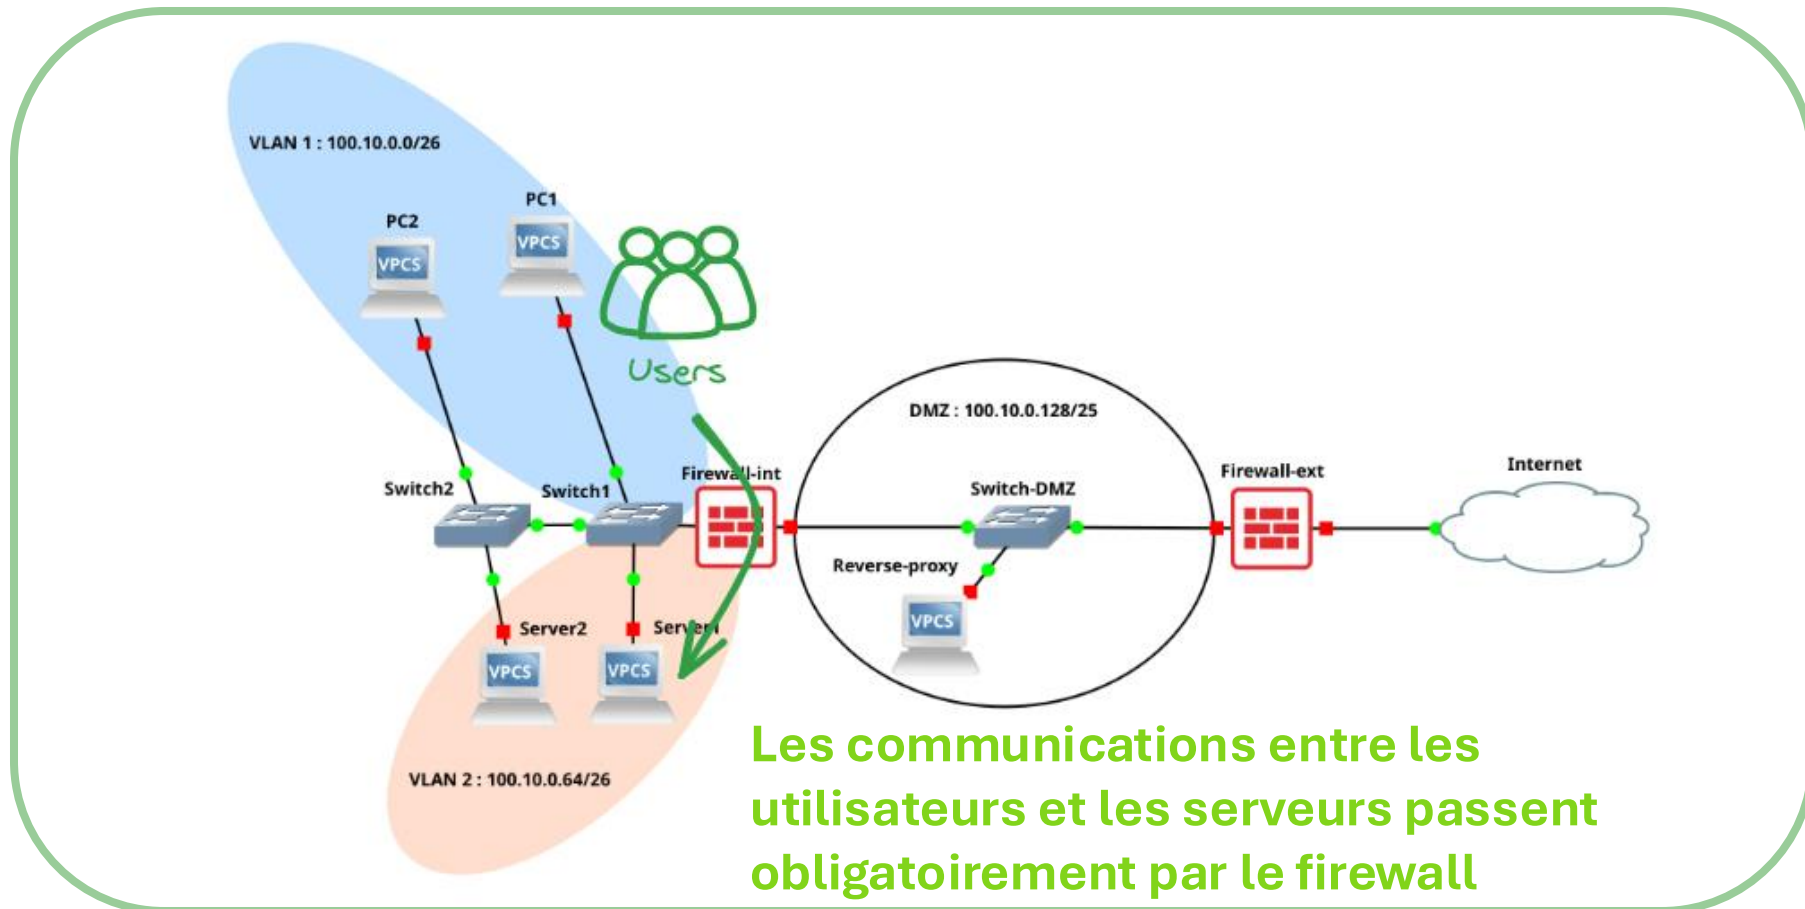 VLAN 1 : 100.10.0.0/26
PC1
PC2
VPCS
VPCS
Users
DMZ : 100.10.0.128/25
Firewall-int
Firewall-ext
Internet
Switch2
Switch1
Switch-DMZ
Reverse-proxy
VPCS
Server2
Server1
VPCS
VPCS
VLAN 2 : 100.10.0.64/26
Les communications entre les
utilisateurs et les serveurs passent
obligatoirement par le firewall